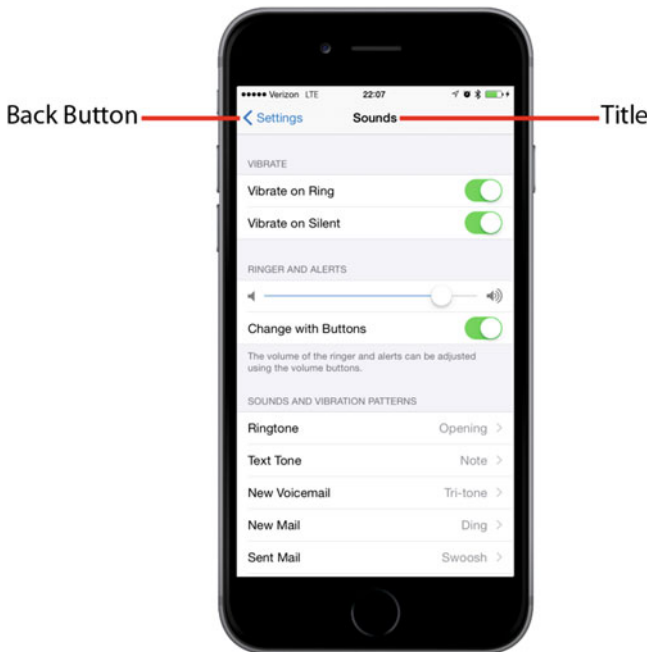 Verizon LTE 22:07
Back Button
Settings Sounds
Title
VIBRATE
Vibrate on Ring
Vibrate on Silent
RINGER AND ALERTS
Change with Buttons
The volume of the ringer and alerts can be adjusted
using the volume buttons.
SOUNDS AND VIBRATION PATTERNS
Ringtone Opening
Text Tone Note
New Voicemail Tri-tone
New Mail Ding
Sent Mail Swoosh